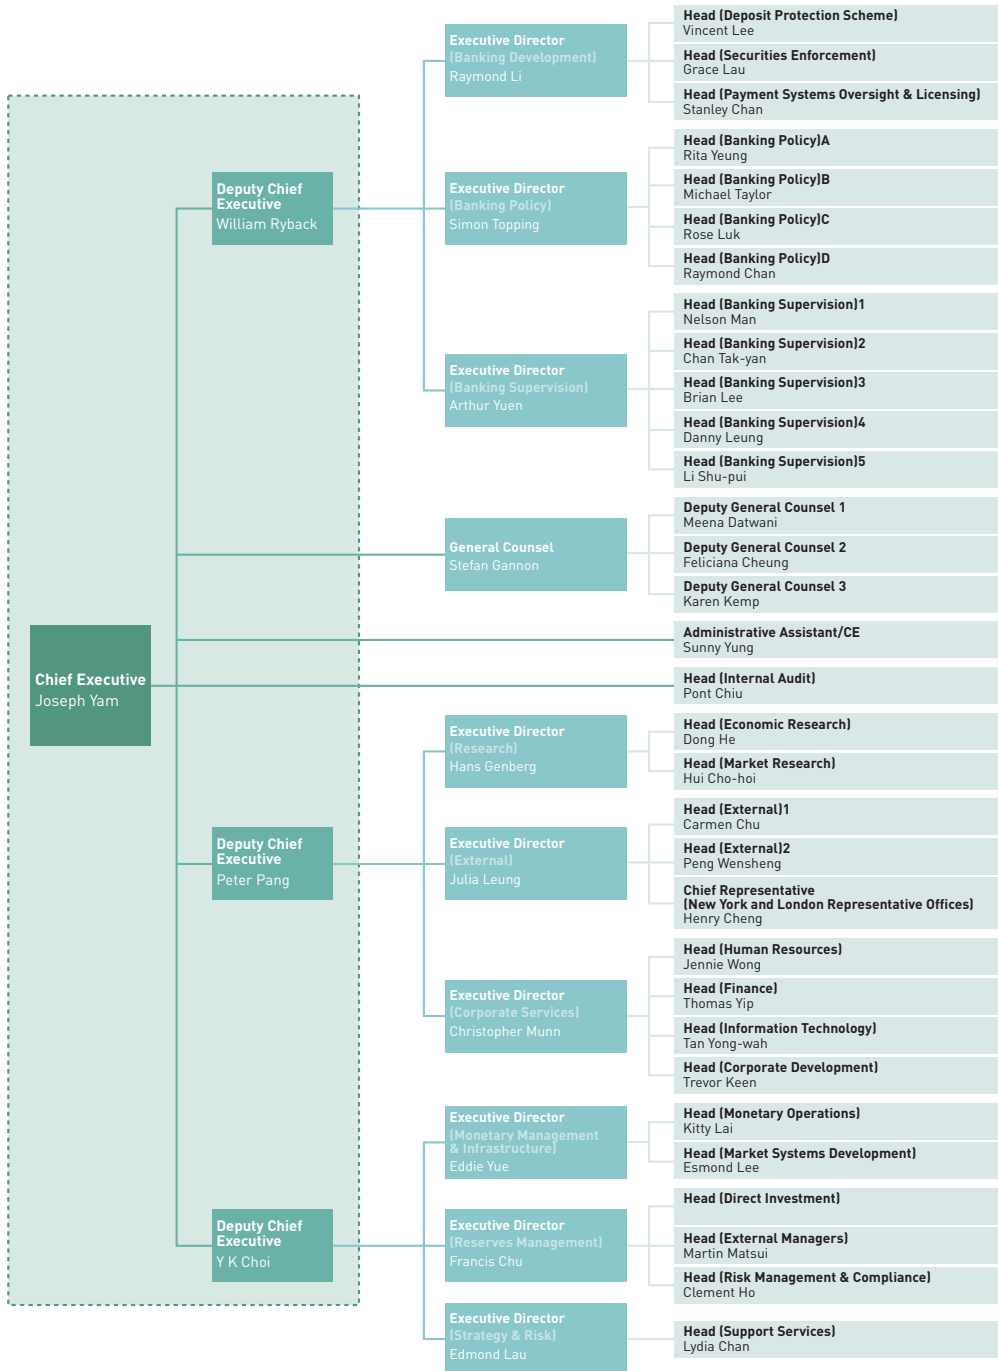 Chief Executive
Joseph Yam
Deputy Chief
Executive
William Ryback
Executive Director
(Banking Development)
Raymond Li
Head (Deposit Protection Scheme)
Vincent Lee
Head (Securities Enforcement)
Grace Lau
Head (Payment Systems Oversight & Licensing)
Stanley Chan
Executive Director
(Banking Policy)
Simon Topping
Head (Banking Policy)A
Rita Yeung
Head (Banking Policy)B
Michael Taylor
Head (Banking Policy)C
Rose Luk
Head (Banking Policy)D
Raymond Chan
Executive Director
(Banking Supervision)
Arthur Yuen
Head (Banking Supervision)1
Nelson Man
Head (Banking Supervision)2
Chan Tak-yan
Head (Banking Supervision)3
Brian Lee
Head (Banking Supervision)4
Danny Leung
Head (Banking Supervision)5
Li Shu-pui
General Counsel
Stefan Gannon
Deputy General Counsel 1
Meena Datwani
Deputy General Counsel 2
Feliciana Cheung
Deputy General Counsel 3
Karen Kemp
Administrative Assistant/CE
Sunny Yung
Head (Internal Audit)
Pont Chiu
Deputy Chief
Executive
Peter Pang
Executive Director
(Research)
Hans Genberg
Head (Economic Research)
Dong He
Head (Market Research)
Hui Cho-hoi
Executive Director
(External)
Julia Leung
Head (External)1
Carmen Chu
Head (External)2
Peng Wensheng
Chief Representative
(New York and London Representative Offices)
Henry Cheng
Executive Director
(Corporate Services)
Christopher Munn
Head (Human Resources)
Jennie Wong
Head (Finance)
Thomas Yip
Head (Information Technology)
Tan Yong-wah
Head (Corporate Development)
Trevor Keen
Deputy Chief
Executive
Y K Choi
Executive Director
(Monetary Management
& Infrastructure)
Eddie Yue
Head (Monetary Operations)
Kitty Lai
Head (Market Systems Development)
Esmond Lee
Executive Director
(Reserves Management)
Francis Chu
Head (Direct Investment)
Head (External Managers)
Martin Matsui
Head (Risk Management & Compliance)
Clement Ho
Executive Director
(Strategy & Risk)
Edmond Lau
Head (Support Services)
Lydia Chan